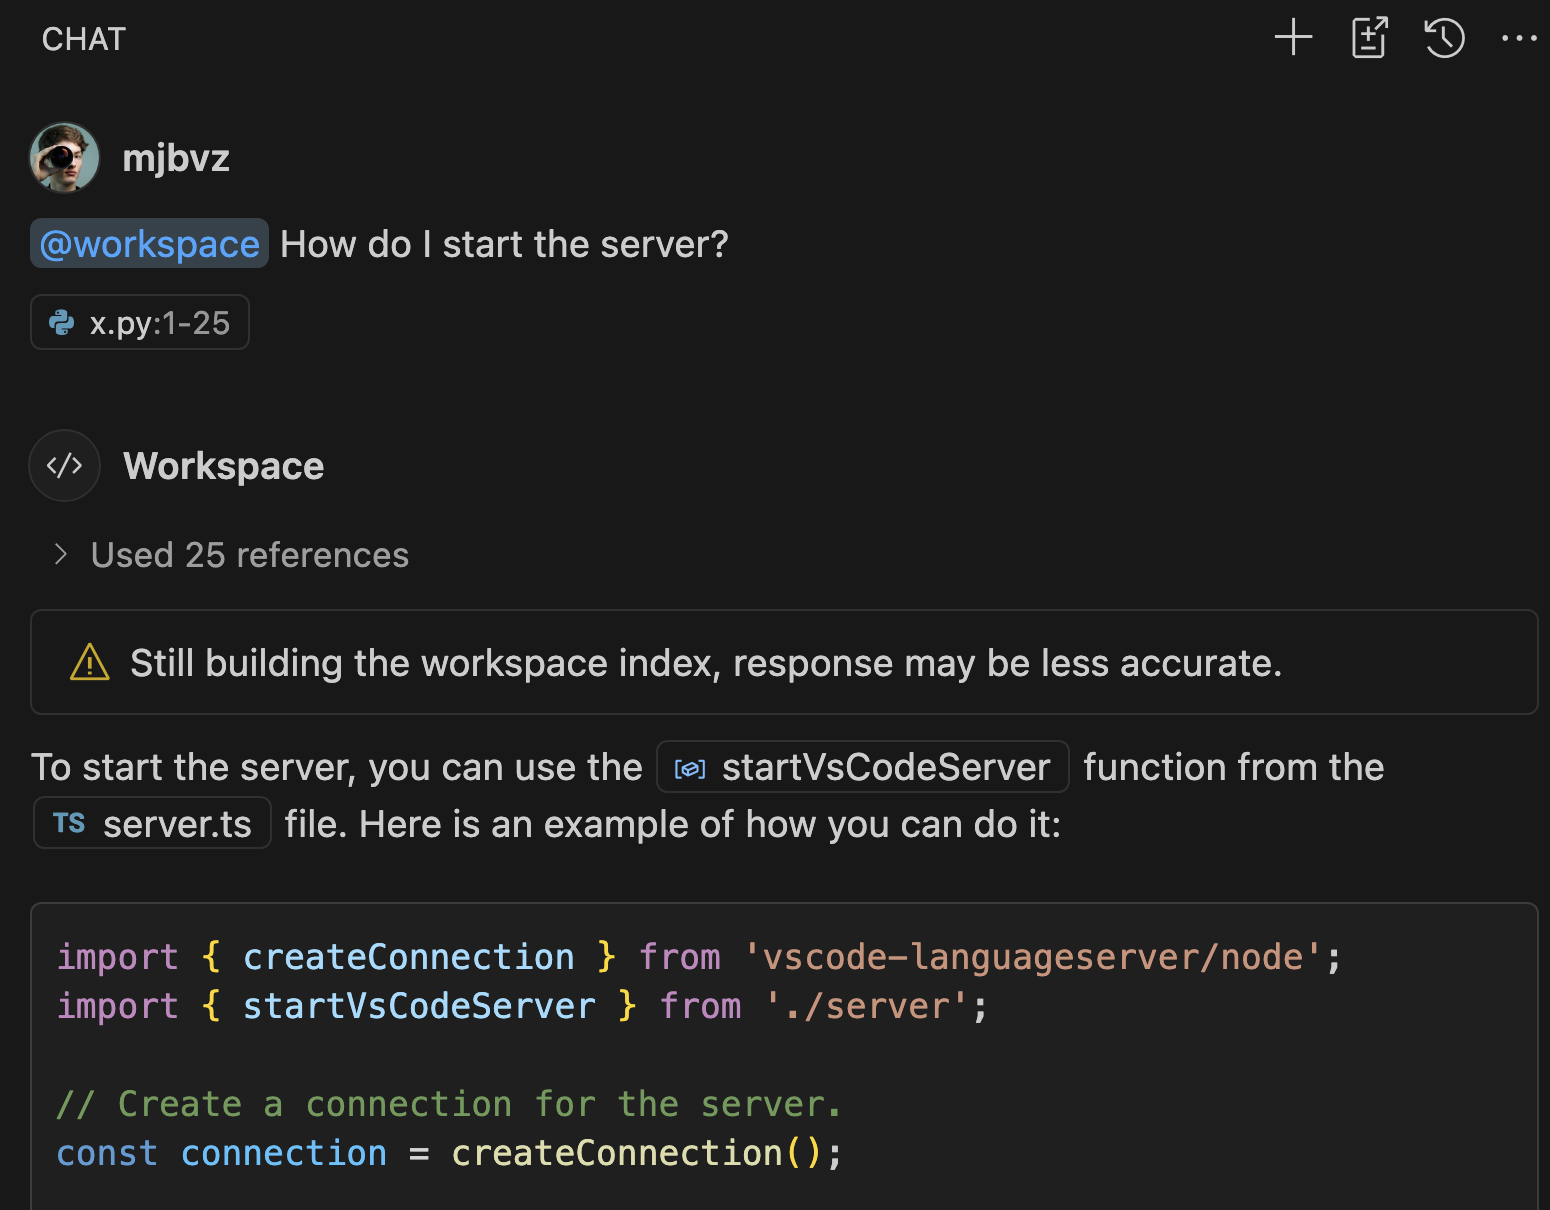 CHAT
mjbvz
@workspace How do I start the server?
x.py:1-25
</>
Workspace
Used 25 references
Still building the workspace index, response may be less accurate.
To start the server, you can use the startVsCodeServer function from the
TS server.ts file. Here is an example of how you can do it:
import { createConnection } from 'vscode-languageserver/node';
import { startVsCodeServer } from './server';
// Create a connection for the server.
const connection = createConnection();